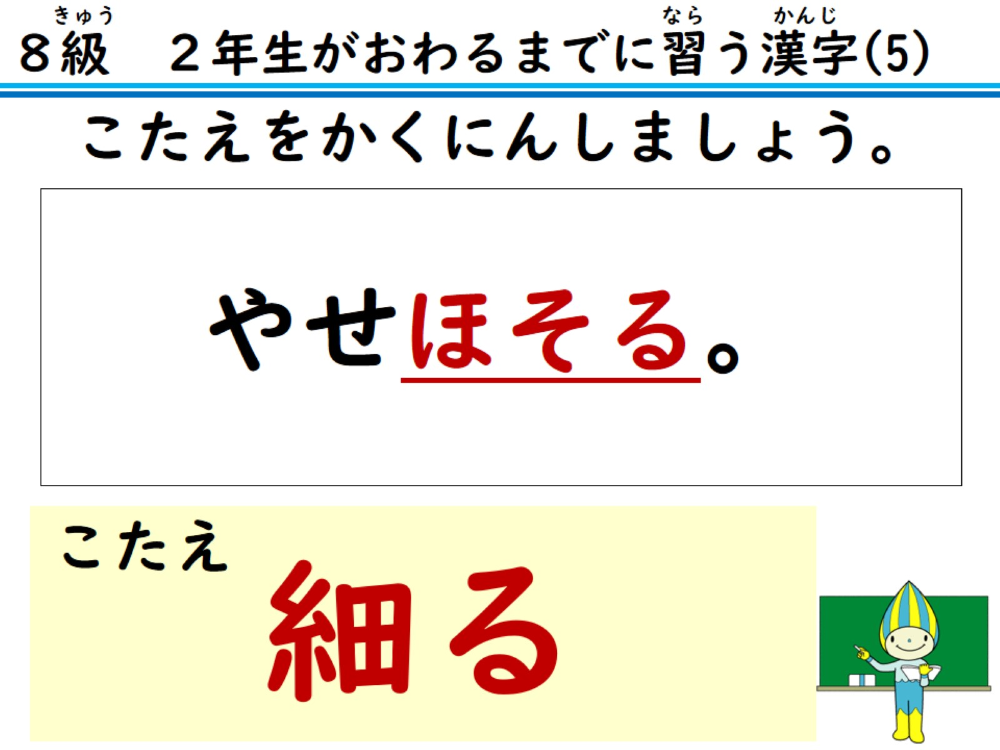 きゅう なら かんじ
８級 ２年生がおわるまでに習う漢字(5)
こたえをかくにんしましょう。
やせほそる。
こたえ
細る